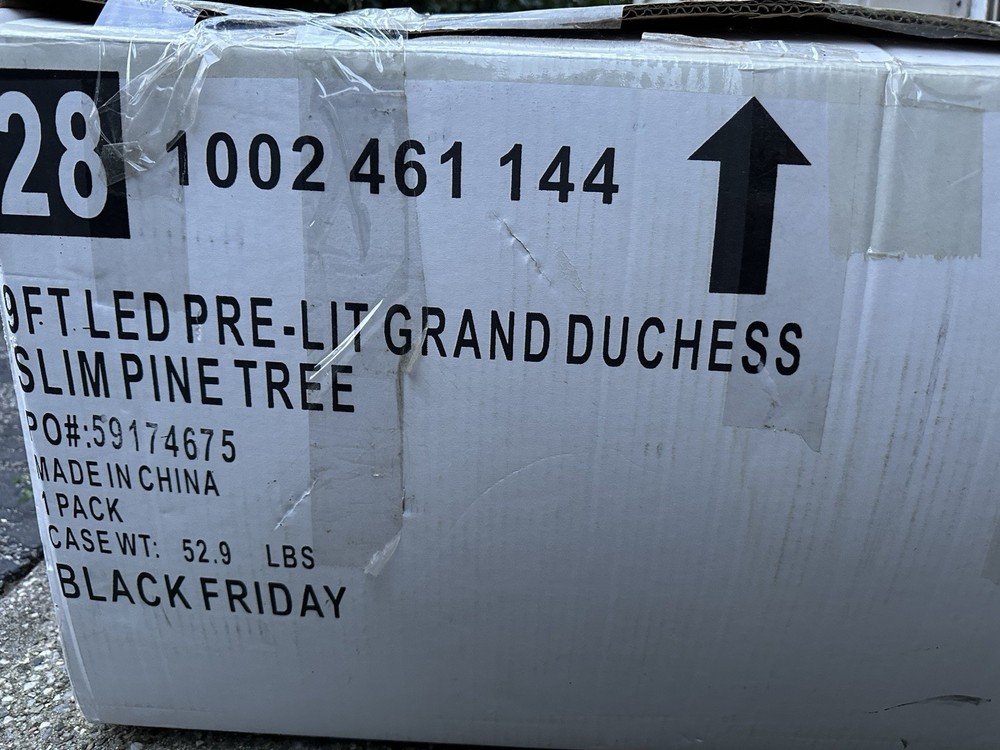 28
1002 461 144
9FT LED PRE-LIT GRAND DUCHESS
SLIM PINE TREE
PO#:59174675
MADE IN CHINA
1 PACK
CASE WT: 52.9 LBS
BLACK FRIDAY